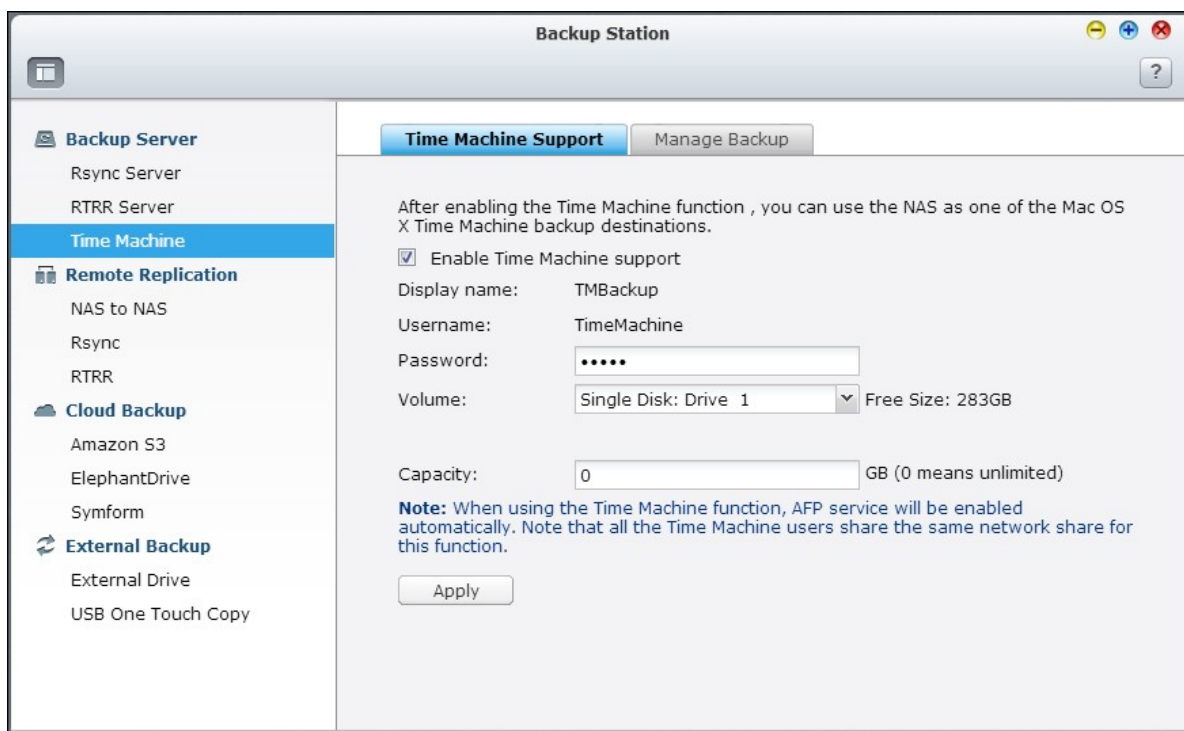 Backup Station
?
Backup Server
Rsync Server
RTRR Server
Time Machine
Remote Replication
NAS to NAS
Rsync
RTRR
Cloud Backup
Amazon S3
ElephantDrive
Symform
External Backup
External Drive
USB One Touch Copy
Time Machine Support
Manage Backup
After enabling the Time Machine function , you can use the NAS as one of the Mac OS
X Time Machine backup destinations.
Enable Time Machine support
Display name: TMBackup
Username: TimeMachine
Password: •••••
Volume: Single Disk: Drive 1 Free Size: 283GB
Capacity: 0 GB (0 means unlimited)
Note: When using the Time Machine function, AFP service will be enabled
automatically. Note that all the Time Machine users share the same network share for
this function.
Apply